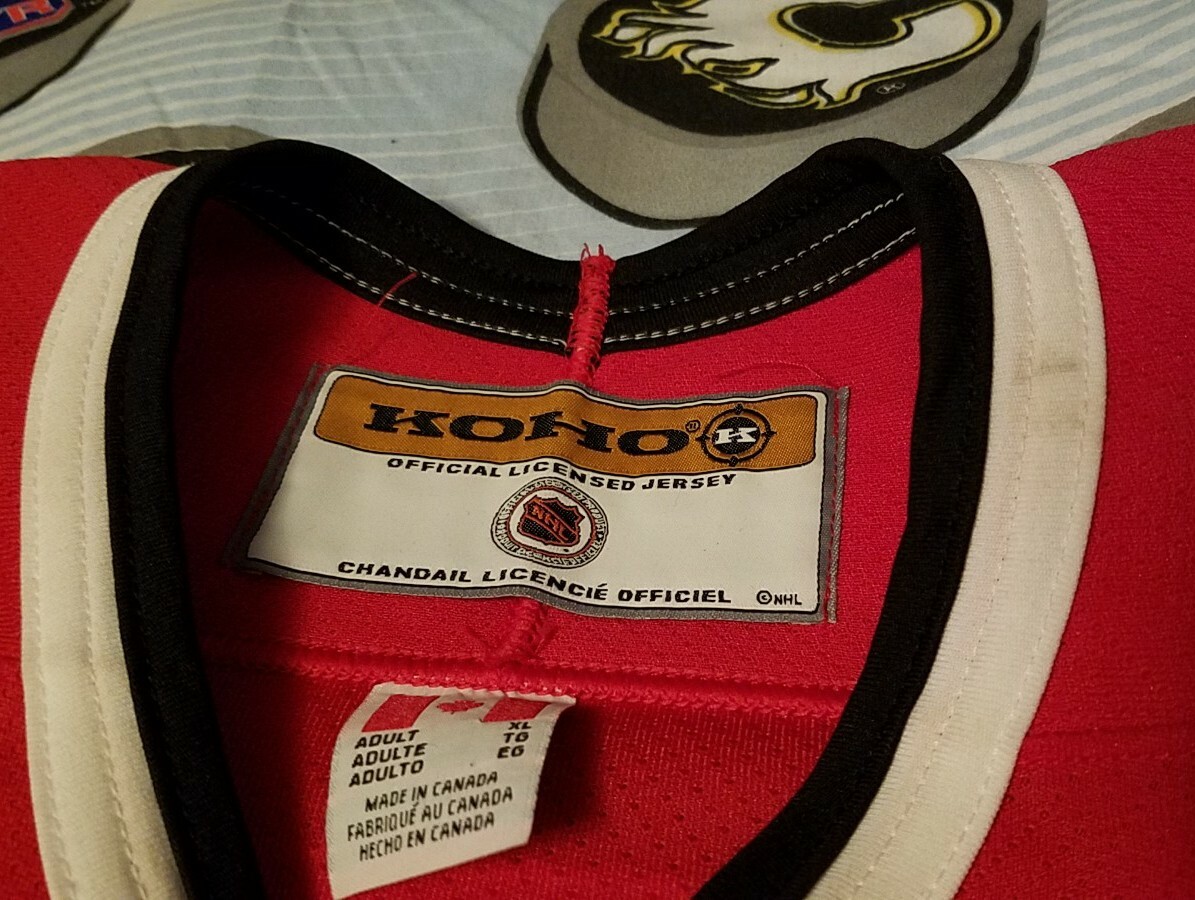 R
KOHO® K
OFFICIAL LICENSED JERSEY
NHL
CHANDAIL LICENCIÉ OFFICIEL ©NHL
ADULT XL
ADULTE TG
ADULTO EG
MADE IN CANADA
FABRIQUÉ AU CANADA
HECHO EN CANADA